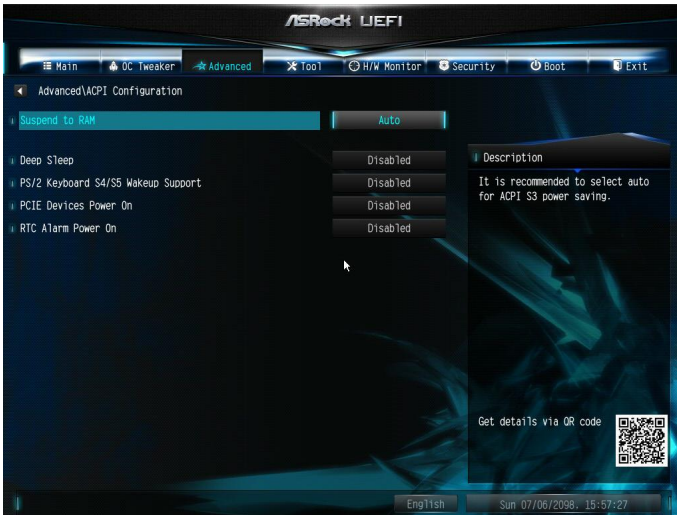 ASRock UEFI
Main OC Tweaker Advanced Tool H/W Monitor Security Boot Exit
Advanced\ACPI Configuration
Suspend to RAM Auto
Deep Sleep Disabled
PS/2 Keyboard S4/S5 Wakeup Support Disabled
PCIE Devices Power On Disabled
RTC Alarm Power On Disabled
Description
It is recommended to select auto
for ACPI S3 power saving.
Get details via QR code
English Sun 07/06/2098. 15:57:27